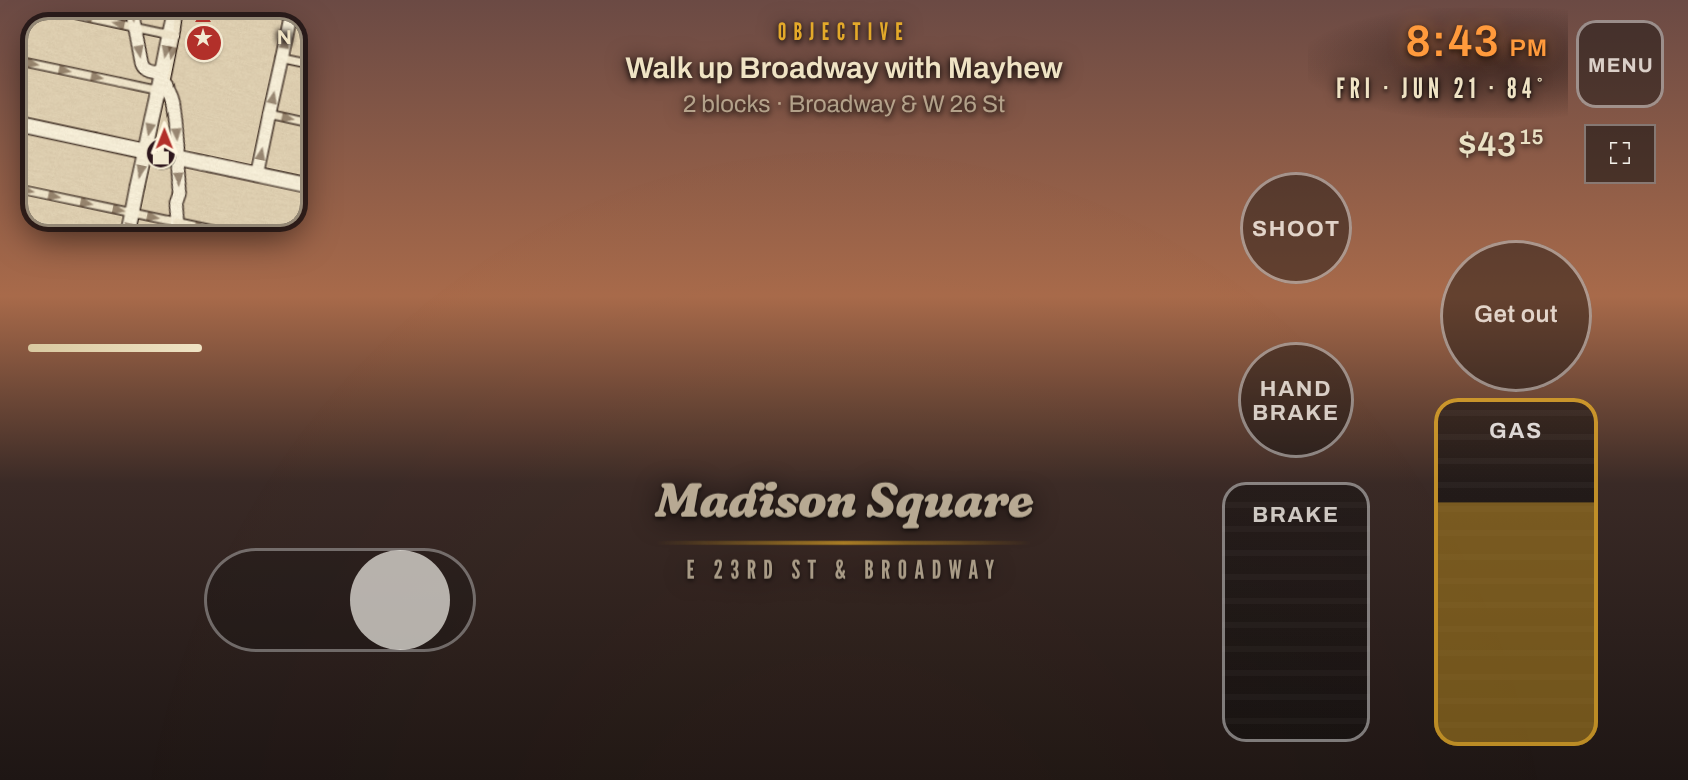 N
OBJECTIVE
Walk up Broadway with Mayhew
2 blocks · Broadway & W 26 St
8:43 PM
FRI · JUN 21 · 84°
$43 15
MENU
SHOOT
Get out
HAND
BRAKE
GAS
BRAKE
Madison Square
E 23RD ST & BROADWAY